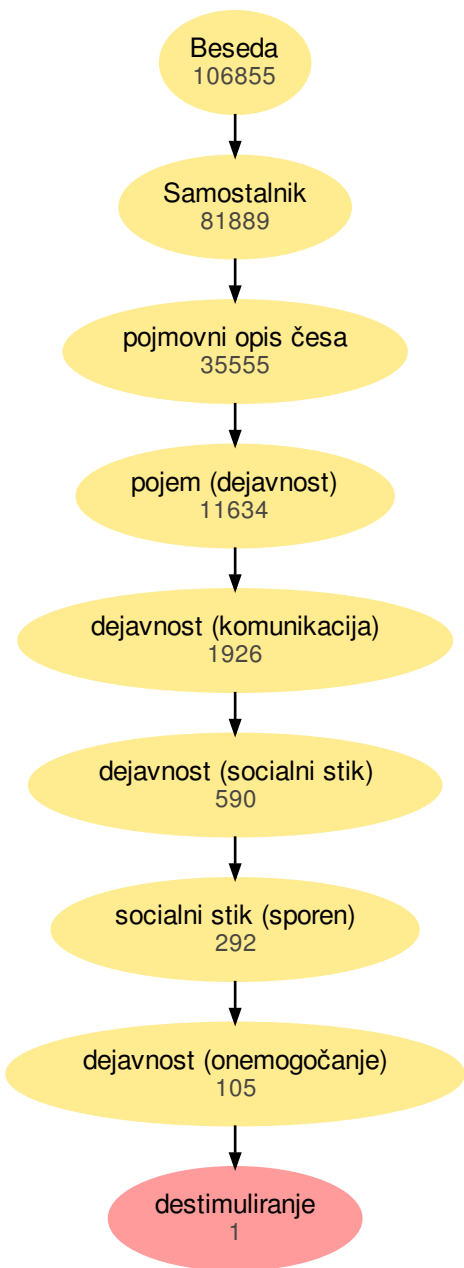 Beseda
106855
Samostalnik
81889
pojmovni opis česa
35555
pojem (dejavnost)
11634
dejavnost (komunikacija)
1926
dejavnost (socialni stik)
590
socialni stik (sporen)
292
dejavnost (onemogočanje)
105
destimuliranje
1